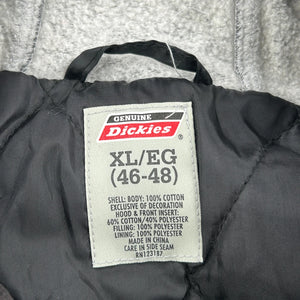 GENUINE
Dickies
®
XL/EG
(46-48)
SHELL: BODY: 100% COTTON
EXCLUSIVE OF DECORATION
HOOD & FRONT INSERT:
60% COTTON/40% POLYESTER
FILLING: 100% POLYESTER
LINING: 100% POLYESTER
MADE IN CHINA
CARE IN SIDE SEAM
RN123187